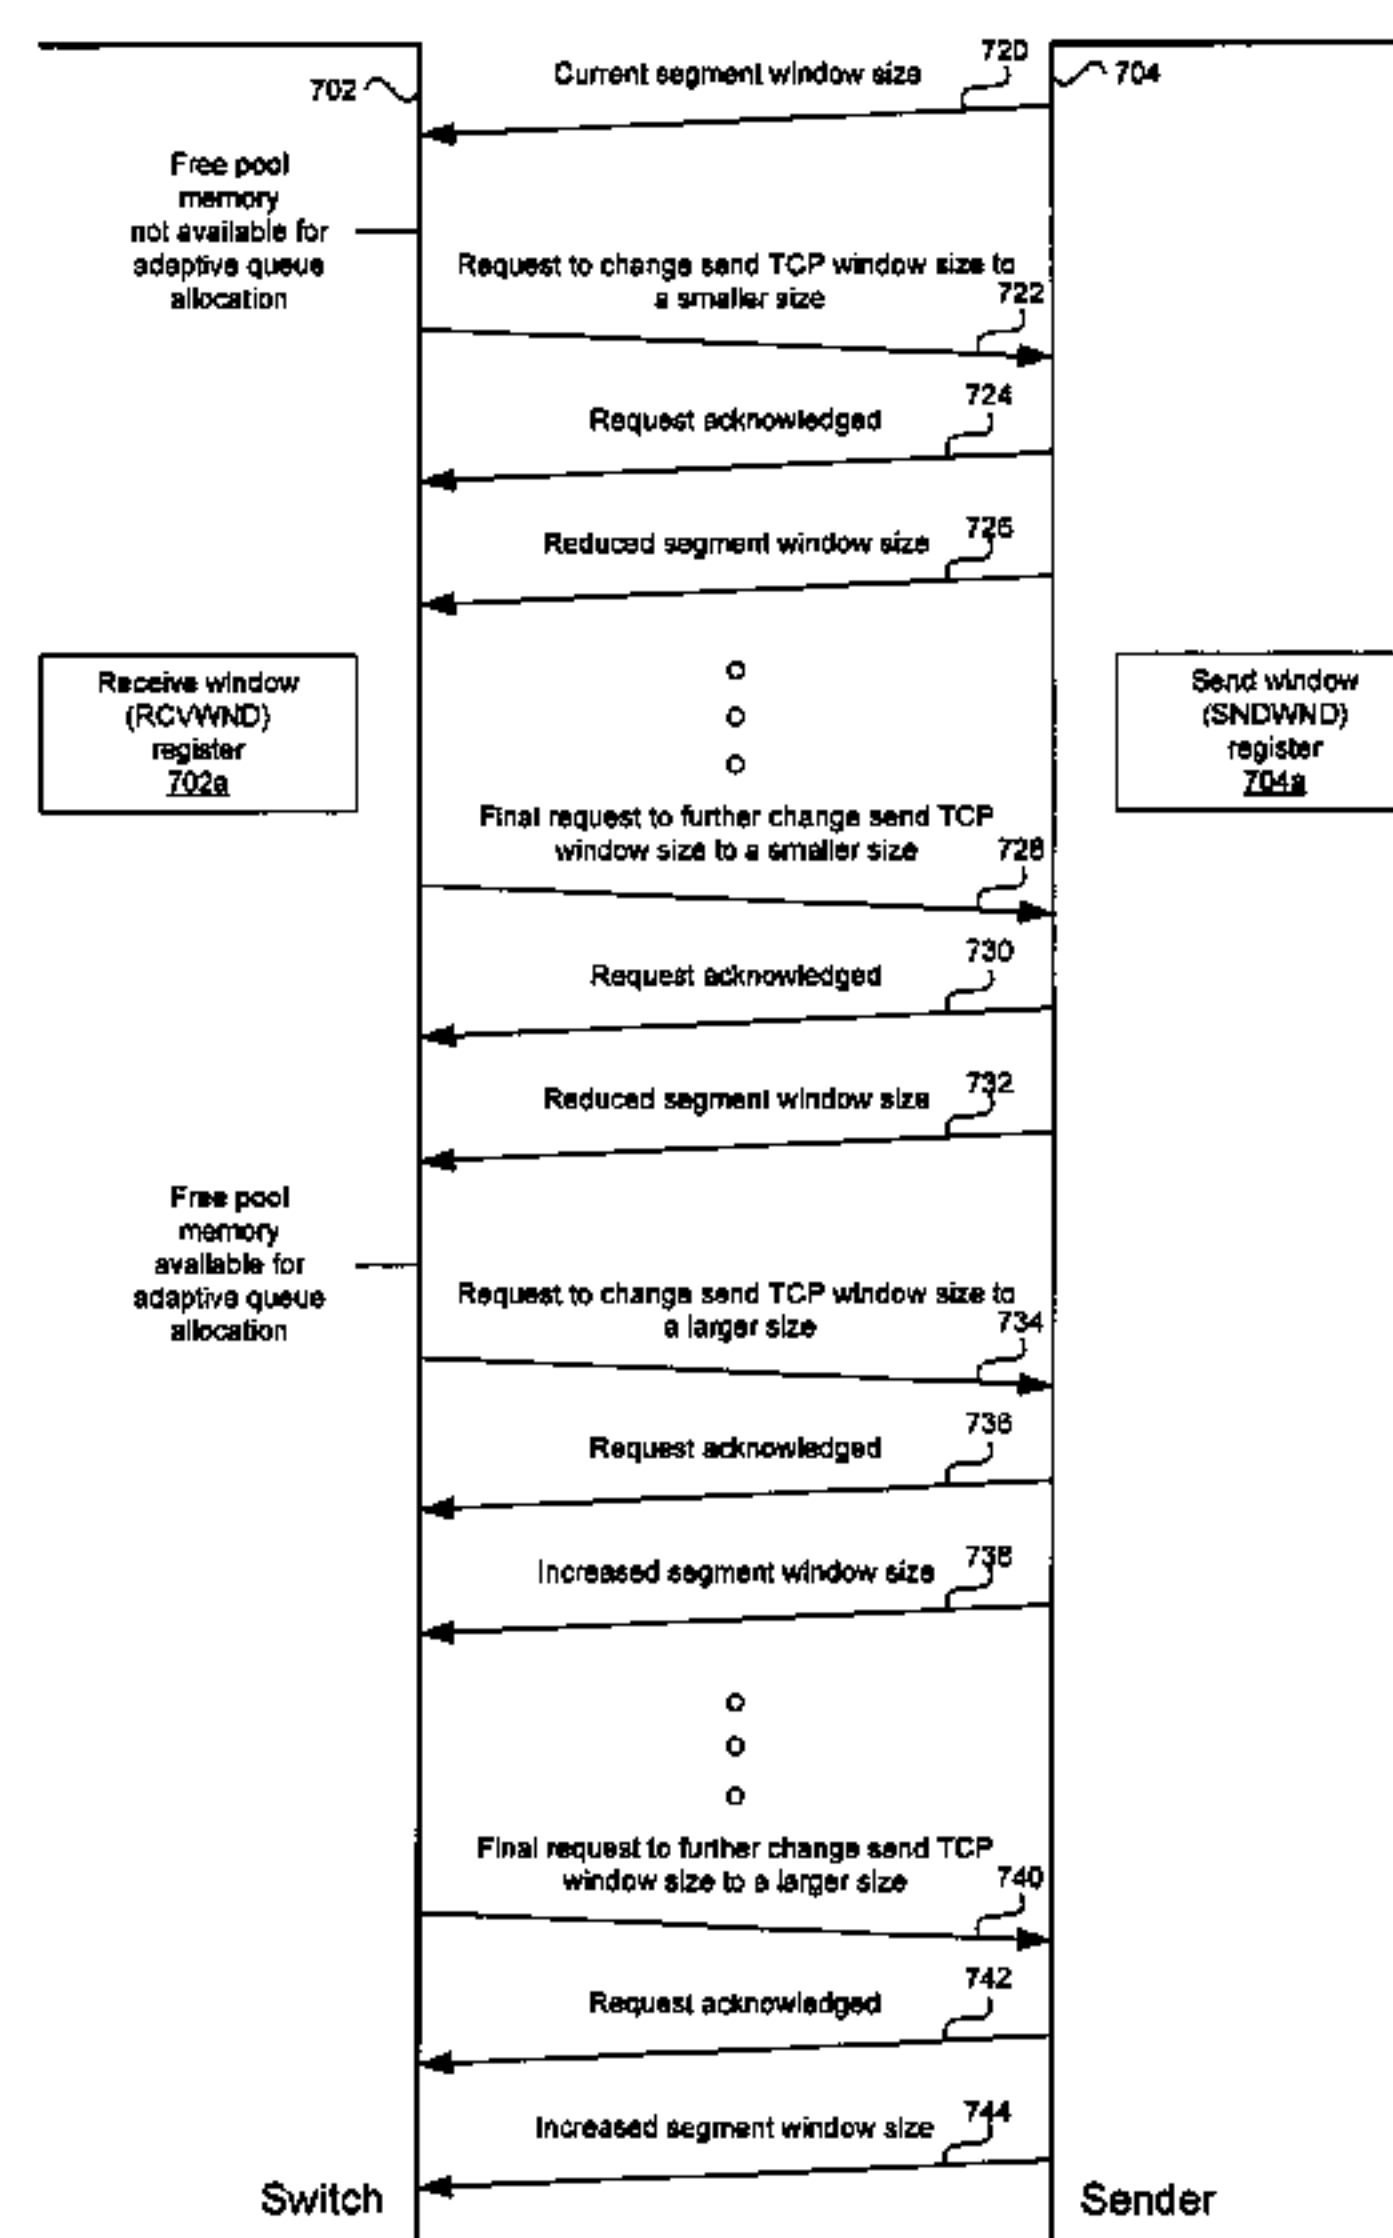 720
Current segment window size
702
704
Free pool
memory
not available for
adaptive queue
allocation
Request to change send TCP window size to
a smaller size
722
724
Request acknowledged
726
Reduced segment window size
Receive window
(RCVWND)
register
702a
Send window
(SNDWND)
register
704a
Final request to further change send TCP
window size to a smaller size
728
730
Request acknowledged
732
Reduced segment window size
Free pool
memory
available for
adaptive queue
allocation
Request to change send TCP window size to
a larger size
734
736
Request acknowledged
738
Increased segment window size
Final request to further change send TCP
window size to a larger size
740
742
Request acknowledged
744
Increased segment window size
Switch
Sender